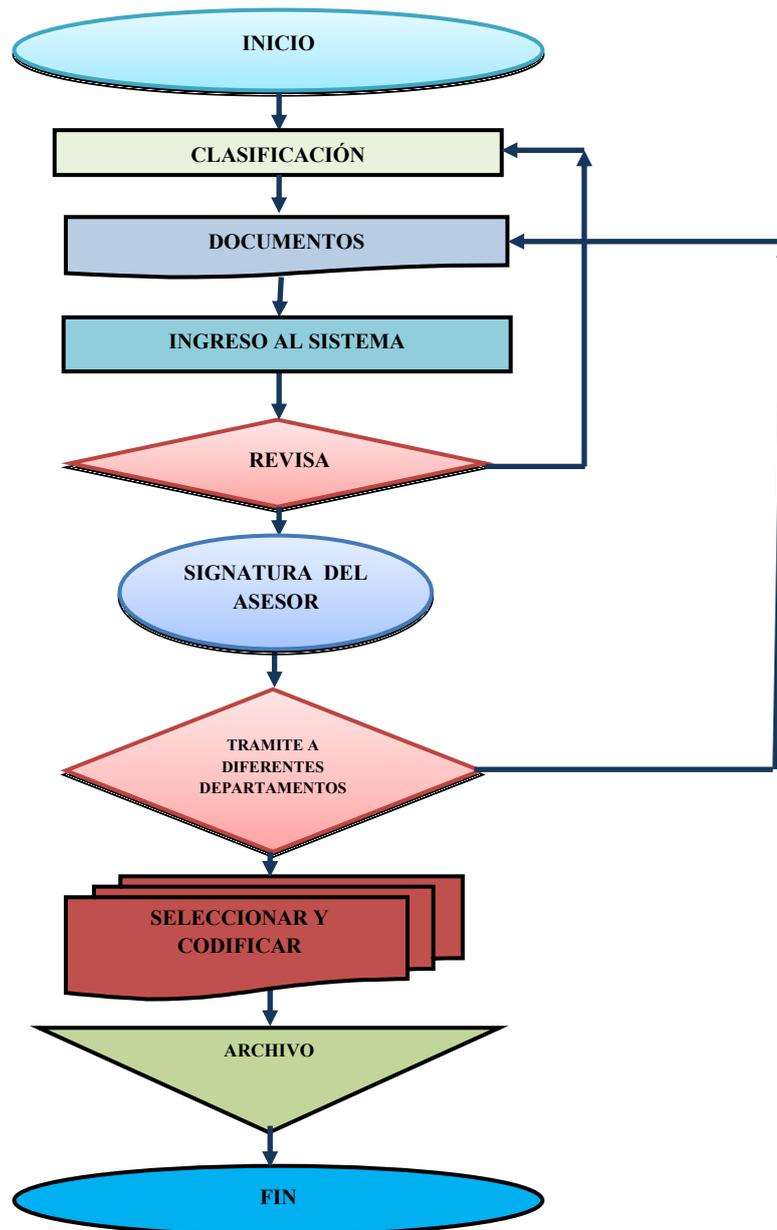 INICIO
CLASIFICACIÓN
DOCUMENTOS
INGRESO AL SISTEMA
REVISA
SIGNATURA DEL
ASESOR
TRAMITE A
DIFERENTES
DEPARTAMENTOS
SELECCIONAR Y
CODIFICAR
ARCHIVO
FIN